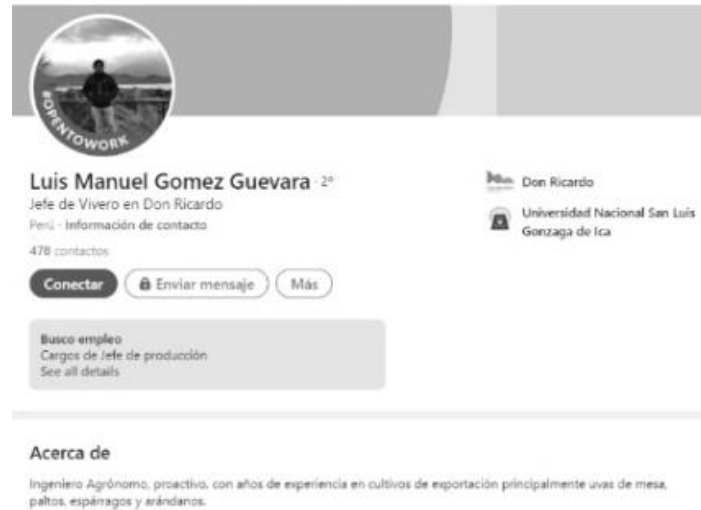 #OPENTOWORK
Luis Manuel Gomez Guevara · 2º
Jefe de Vivero en Don Ricardo
Perú · Información de contacto
478 contactos
Conectar
Enviar mensaje
Más
Don Ricardo
Universidad Nacional San Luis
Gonzaga de Ica
Busco empleo
Cargos de Jefe de producción
See all details
Acerca de
Ingeniero Agrónomo, proactivo, con años de experiencia en cultivos de exportación principalmente uvas de mesa,
paltos, espárragos y arándanos.